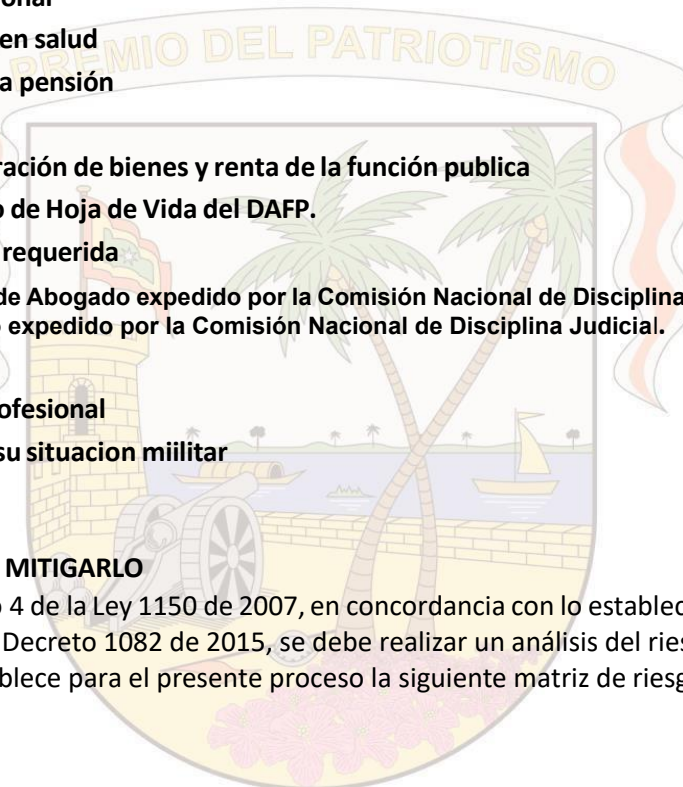 PREMIO DEL PATRIOTISMO
en salud
a pensión
ración de bienes y renta de la función publica
o de Hoja de Vida del DAFP.
requerida
de Abogado expedido por la Comisión Nacional de Disciplina
expedido por la Comisión Nacional de Disciplina Judicial.
ofesional
su situacion miilitar
MITIGARLO
o 4 de la Ley 1150 de 2007, en concordancia con lo establec
Decreto 1082 de 2015, se debe realizar un análisis del ries
blece para el presente proceso la siguiente matriz de riesg